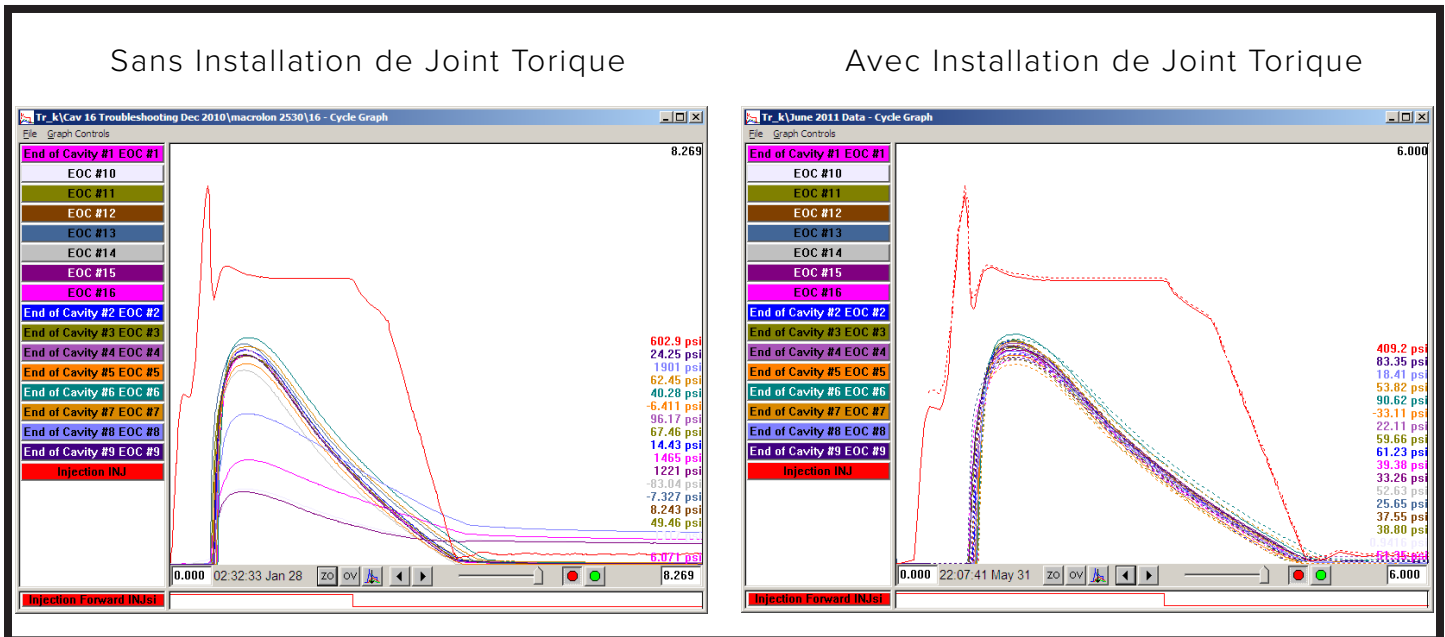 Sans Installation de Joint Torique
Tr_k\Cav 16 Troubleshooting Dec 2010\macrolon 2530\16 - Cycle Graph
File Graph Controls
End of Cavity #1 EOC #1
EOC #10
EOC #11
EOC #12
EOC #13
EOC #14
EOC #15
EOC #16
End of Cavity #2 EOC #2
End of Cavity #3 EOC #3
End of Cavity #4 EOC #4
End of Cavity #5 EOC #5
End of Cavity #6 EOC #6
End of Cavity #7 EOC #7
End of Cavity #8 EOC #8
End of Cavity #9 EOC #9
Injection INJ
8.269
602.9 psi
24.25 psi
1901 psi
62.45 psi
40.28 psi
-6.411 psi
96.17 psi
67.46 psi
14.43 psi
1465 psi
1221 psi
-83.04 psi
-7.327 psi
8.243 psi
49.46 psi
6.071 psi
0.000 02:32:33 Jan 28 ZO OV 8.269
Injection Forward INJsi
Avec Installation de Joint Torique
Tr_k\June 2011 Data - Cycle Graph
File Graph Controls
End of Cavity #1 EOC #1
EOC #10
EOC #11
EOC #12
EOC #13
EOC #14
EOC #15
EOC #16
End of Cavity #2 EOC #2
End of Cavity #3 EOC #3
End of Cavity #4 EOC #4
End of Cavity #5 EOC #5
End of Cavity #6 EOC #6
End of Cavity #7 EOC #7
End of Cavity #8 EOC #8
End of Cavity #9 EOC #9
Injection INJ
6.000
409.2 psi
83.35 psi
18.41 psi
53.82 psi
90.62 psi
-33.11 psi
22.11 psi
59.66 psi
61.23 psi
39.38 psi
33.26 psi
52.63 psi
25.65 psi
37.55 psi
38.80 psi
51.35 psi
0.000 22:07:41 May 31 ZO OV 6.000
Injection Forward INJsi